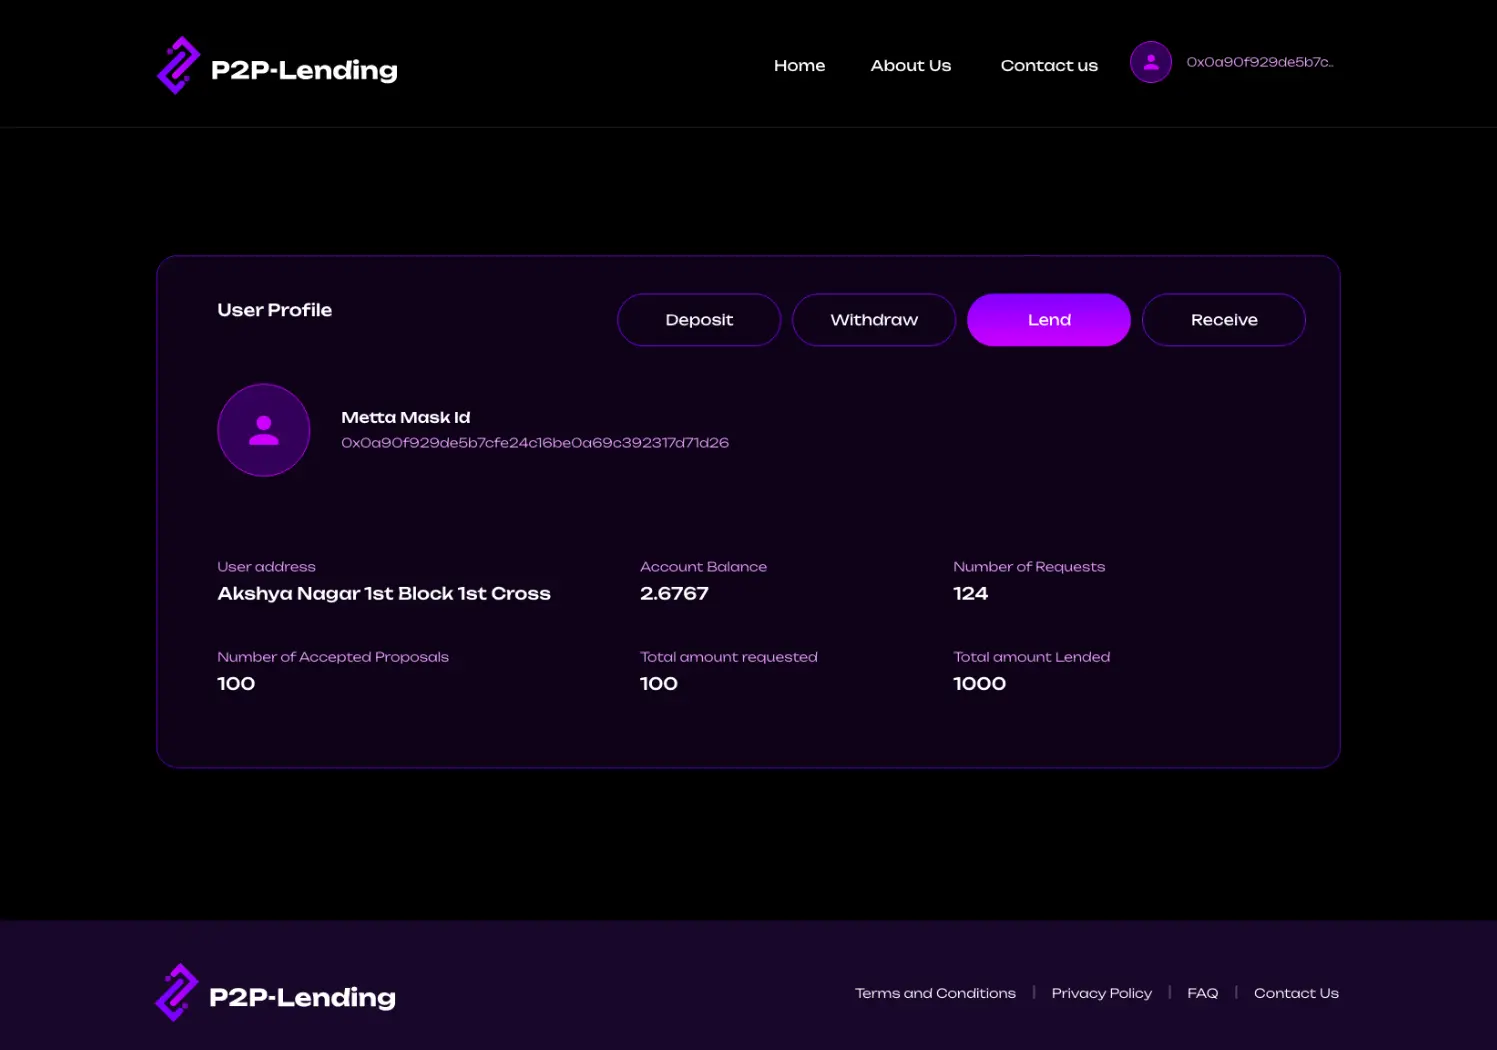 P2P-Lending
Home About Us Contact us 0x0a90f929de5b7c..
User Profile
Deposit Withdraw Lend Receive
Metta Mask Id
0x0a90f929de5b7cfe24c16be0a69c392317d71d26
User address Account Balance Number of Requests
Akshya Nagar 1st Block 1st Cross 2.6767 124
Number of Accepted Proposals Total amount requested Total amount Lended
100 100 1000
P2P-Lending
Terms and Conditions | Privacy Policy | FAQ | Contact Us